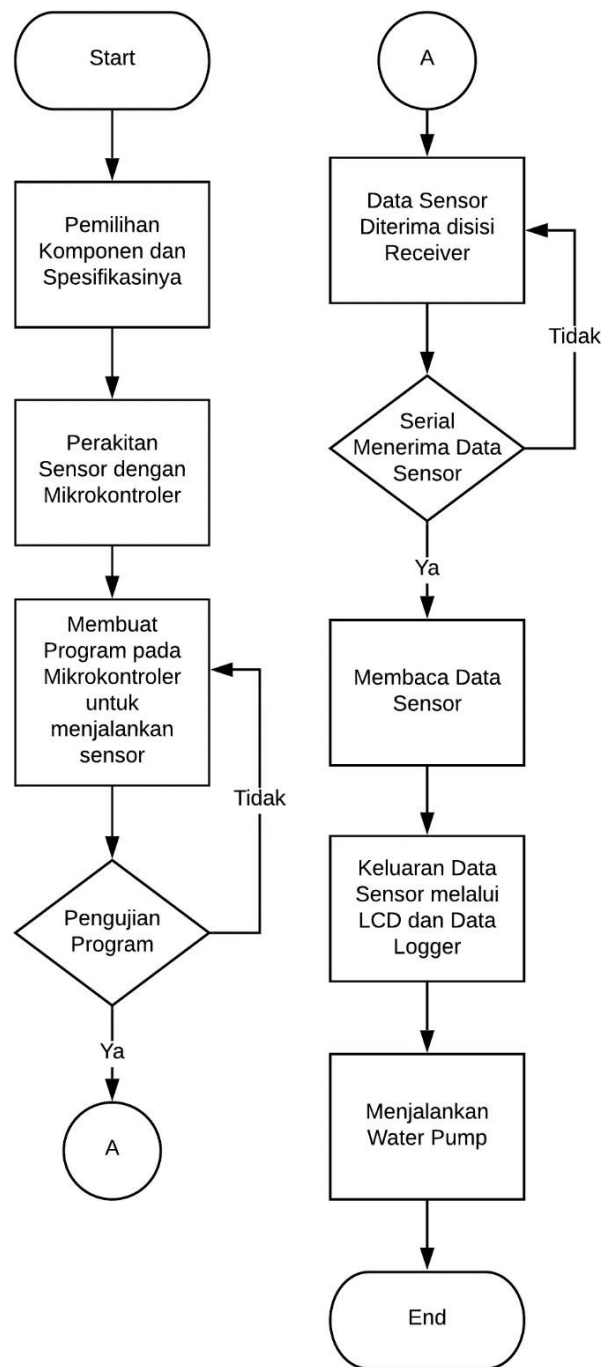 Start
Pemilihan
Komponen dan
Spesifikasinya
Perakitan
Sensor dengan
Mikrokontroler
Membuat
Program pada
Mikrokontroler
untuk
menjalankan
sensor
Tidak
Pengujian
Program
Ya
A
A
Data Sensor
Diterima disisi
Receiver
Tidak
Serial
Menerima Data
Sensor
Ya
Membaca Data
Sensor
Keluaran Data
Sensor melalui
LCD dan Data
Logger
Menjalankan
Water Pump
End